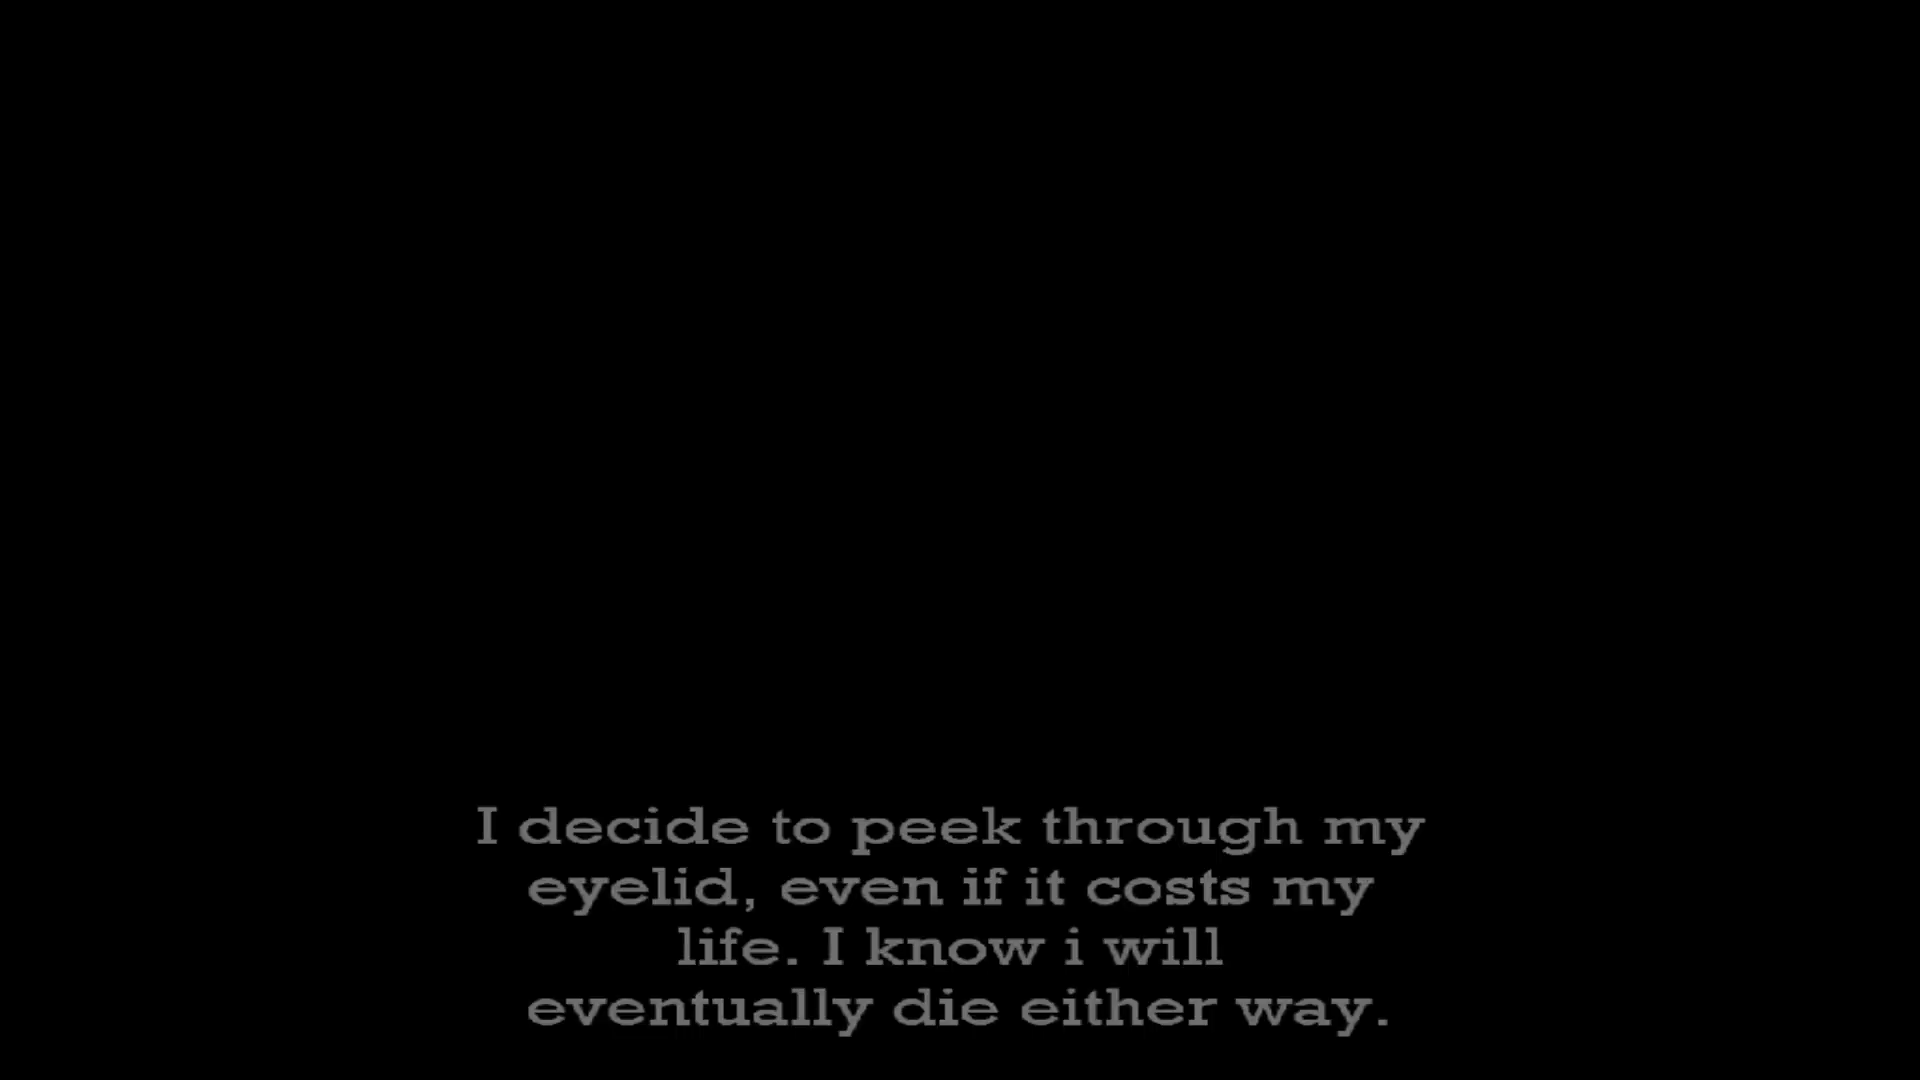 I decide to peek through my
eyelid, even if it costs my
life. I know i will
eventually die either way.